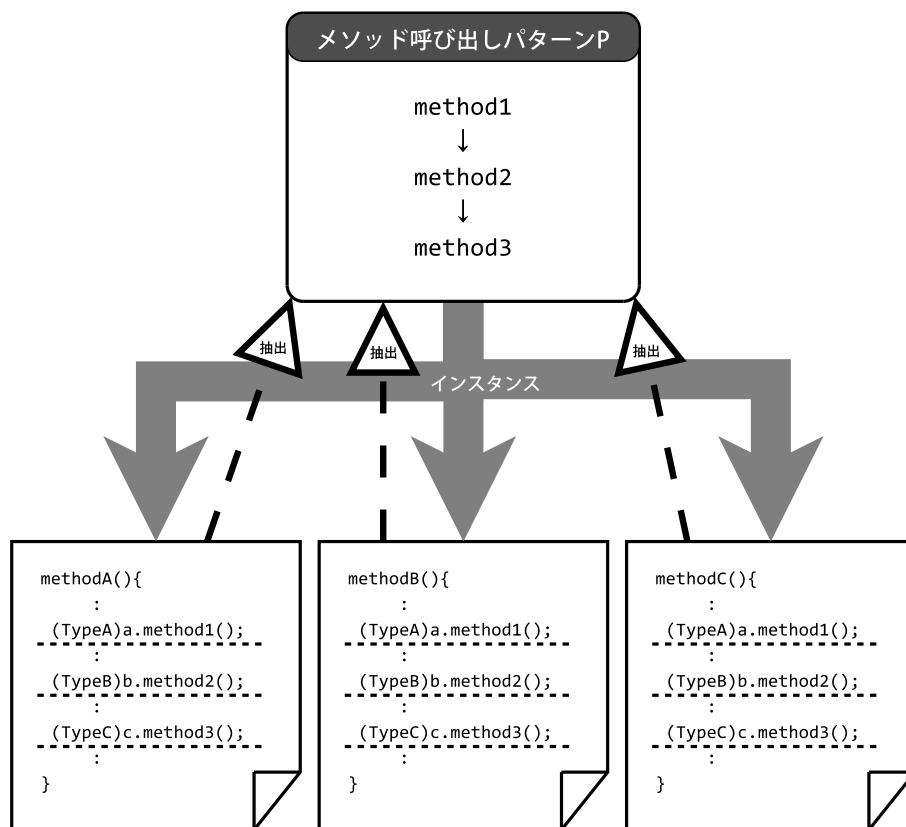 メソッド呼び出しパターンP
method1
↓
method2
↓
method3
抽出
抽出
抽出
インスタンス
methodA(){
:
(TypeA)a.method1();
:
(TypeB)b.method2();
:
(TypeC)c.method3();
:
}
methodB(){
:
(TypeA)a.method1();
:
(TypeB)b.method2();
:
(TypeC)c.method3();
:
}
methodC(){
:
(TypeA)a.method1();
:
(TypeB)b.method2();
:
(TypeC)c.method3();
:
}